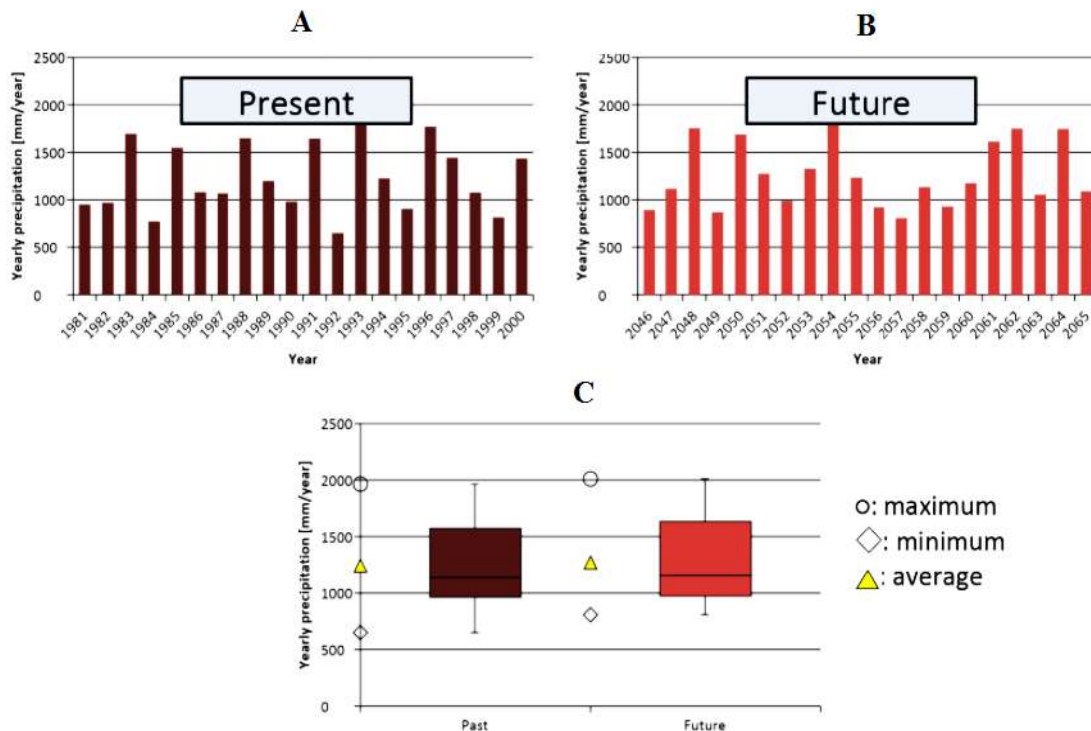 A
Yearly precipitation [mm/year]
2500
2000
1500
1000
500
0
Present
1981 1982 1983 1984 1985 1986 1987 1988 1989 1990 1991 1992 1993 1994 1995 1996 1997 1998 1999 2000
Year
B
Yearly precipitation [mm/year]
2500
2000
1500
1000
500
0
Future
2046 2047 2048 2049 2050 2051 2052 2053 2054 2055 2056 2057 2058 2059 2060 2061 2062 2063 2064 2065
Year
C
Yearly precipitation [mm/year]
2500
2000
1500
1000
500
0
Past Future
: maximum
: minimum
: average